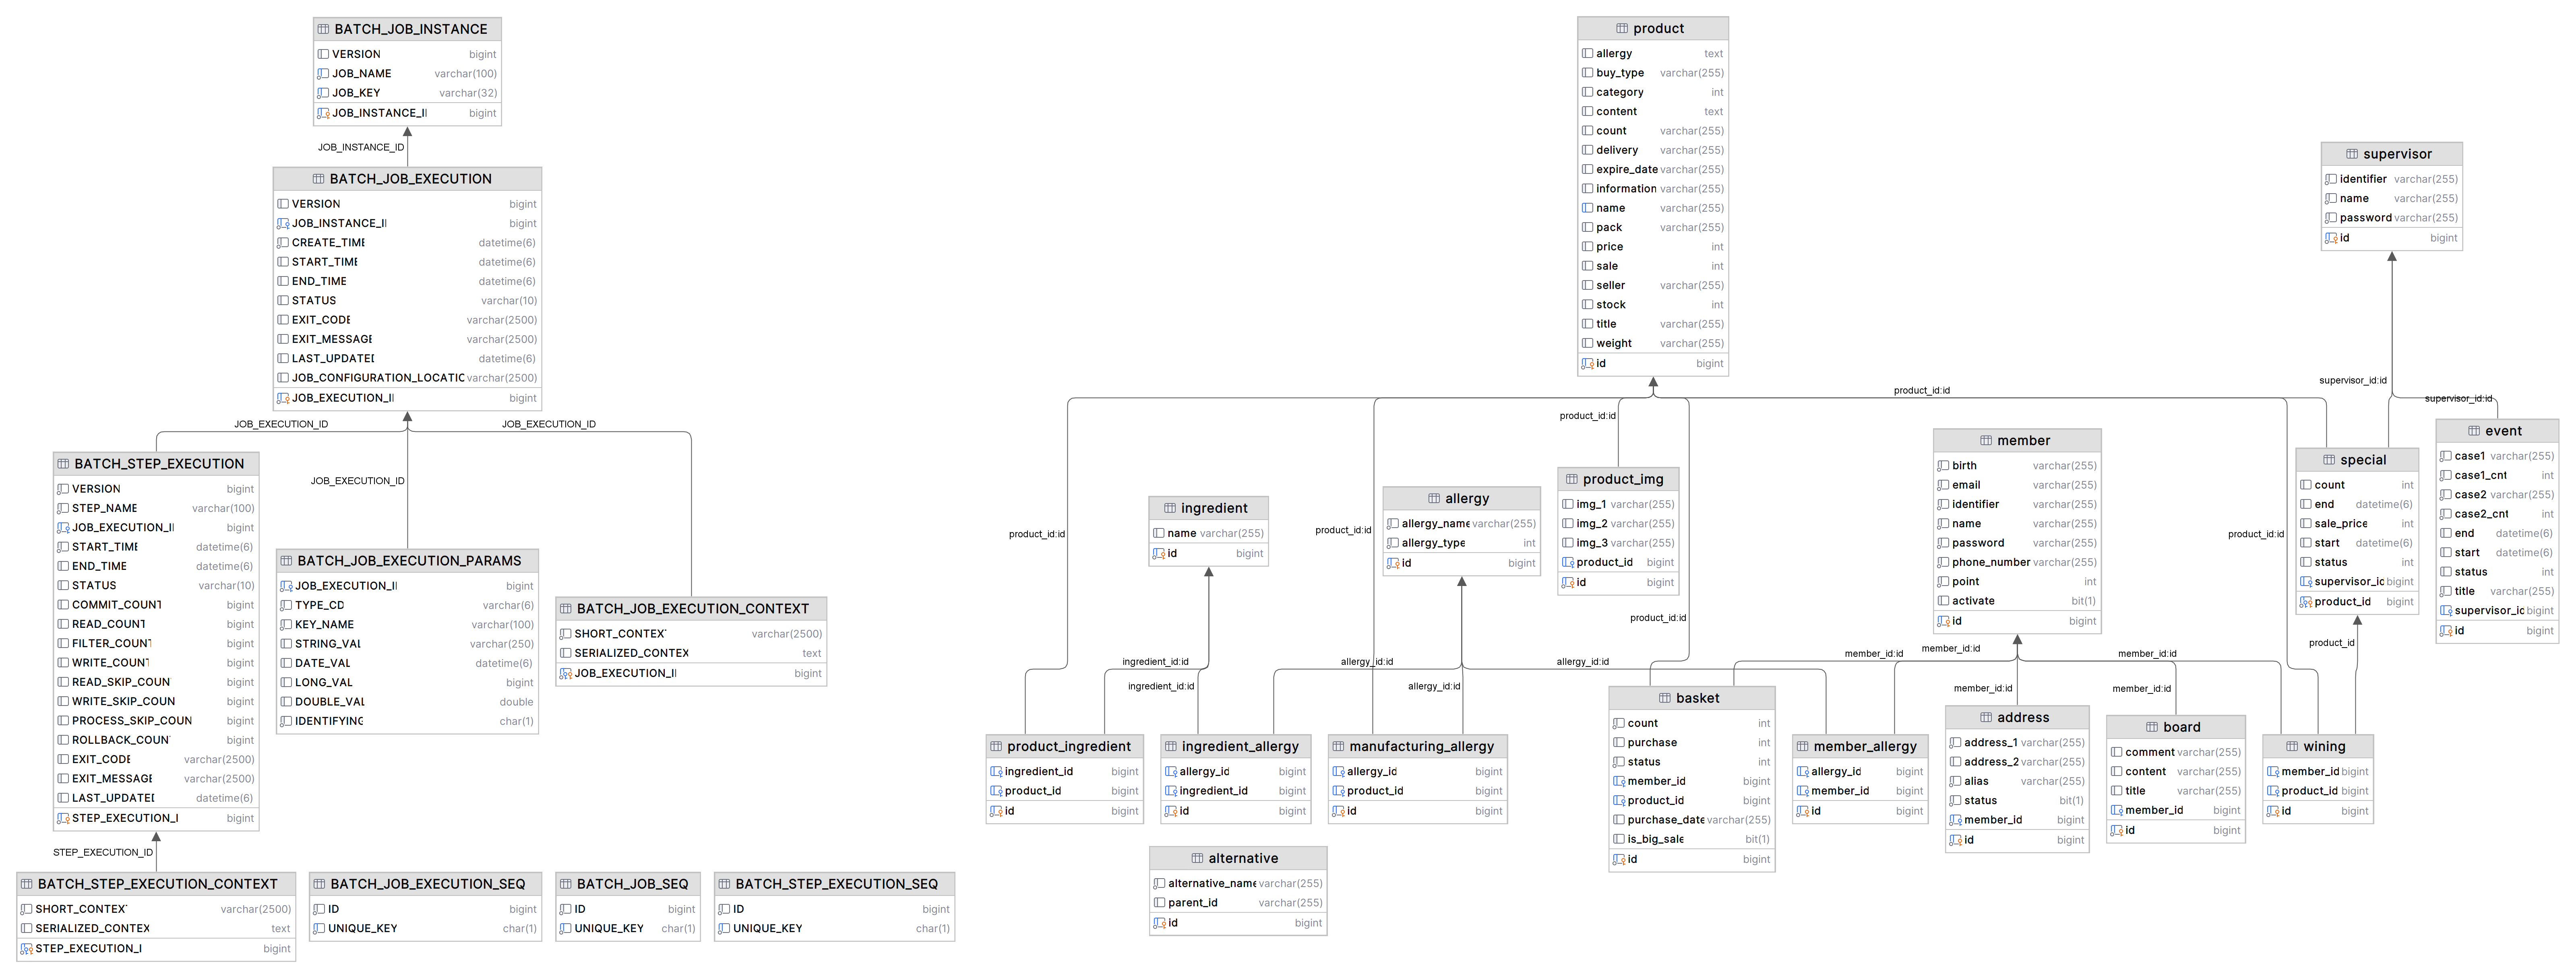 BATCH_JOB_INSTANCE
VERSION bigint
JOB_NAME varchar(100)
JOB_KEY varchar(32)
JOB_INSTANCE_II bigint
JOB_INSTANCE_ID
BATCH_JOB_EXECUTION
VERSION bigint
JOB_INSTANCE_II bigint
CREATE_TIME datetime(6)
START_TIME datetime(6)
END_TIME datetime(6)
STATUS varchar(10)
EXIT_CODE varchar(2500)
EXIT_MESSAGE varchar(2500)
LAST_UPDATE datetime(6)
JOB_CONFIGURATION_LOCATIC varchar(2500)
JOB_EXECUTION_II bigint
JOB_EXECUTION_ID
JOB_EXECUTION_ID
JOB_EXECUTION_ID
BATCH_STEP_EXECUTION
VERSION bigint
STEP_NAME varchar(100)
JOB_EXECUTION_II bigint
START_TIME datetime(6)
END_TIME datetime(6)
STATUS varchar(10)
COMMIT_COUNT bigint
READ_COUNT bigint
FILTER_COUNT bigint
WRITE_COUNT bigint
READ_SKIP_COUN bigint
WRITE_SKIP_COUN bigint
PROCESS_SKIP_COUN bigint
ROLLBACK_COUN bigint
EXIT_CODE varchar(2500)
EXIT_MESSAGE varchar(2500)
LAST_UPDATE datetime(6)
STEP_EXECUTION_I bigint
STEP_EXECUTION_ID
BATCH_JOB_EXECUTION_PARAMS
JOB_EXECUTION_II bigint
TYPE_CD varchar(6)
KEY_NAME varchar(100)
STRING_VAL varchar(250)
DATE_VAL datetime(6)
LONG_VAL bigint
DOUBLE_VAL double
IDENTIFYING char(1)
BATCH_JOB_EXECUTION_CONTEXT
SHORT_CONTEX varchar(2500)
SERIALIZED_CONTEX text
JOB_EXECUTION_II bigint
BATCH_STEP_EXECUTION_CONTEXT
SHORT_CONTEX varchar(2500)
SERIALIZED_CONTEX text
STEP_EXECUTION_I bigint
BATCH_JOB_EXECUTION_SEQ
ID bigint
UNIQUE_KEY char(1)
BATCH_JOB_SEQ
ID bigint
UNIQUE_KEY char(1)
BATCH_STEP_EXECUTION_SEQ
ID bigint
UNIQUE_KEY char(1)
product
allergy text
buy_type varchar(255)
category int
content text
count varchar(255)
delivery varchar(255)
expire_date varchar(255)
information varchar(255)
name varchar(255)
pack varchar(255)
price int
sale int
seller varchar(255)
stock int
title varchar(255)
weight varchar(255)
id bigint
supervisor
identifier varchar(255)
name varchar(255)
password varchar(255)
id bigint
product_id:id
supervisor_id:id
supervisor_id:id
product_id:id
product_id:id
product_id:id
product_id:id
product_id:id
ingredient
name varchar(255)
id bigint
allergy
allergy_name varchar(255)
allergy_type int
id bigint
product_img
img_1 varchar(255)
img_2 varchar(255)
img_3 varchar(255)
product_id bigint
id bigint
member
birth varchar(255)
email varchar(255)
identifier varchar(255)
name varchar(255)
password varchar(255)
phone_number varchar(255)
point int
activate bit(1)
id bigint
special
count int
end datetime(6)
sale_price int
start datetime(6)
status int
supervisor_id bigint
product_id bigint
event
case1 varchar(255)
case1_cnt int
case2 varchar(255)
case2_cnt int
end datetime(6)
start datetime(6)
status int
title varchar(255)
supervisor_id bigint
id bigint
product_id
ingredient_id:id
ingredient_id:id
allergy_id:id
allergy_id:id
allergy_id:id
member_id:id
member_id:id
member_id:id
member_id:id
member_id:id
product_ingredient
ingredient_id bigint
product_id bigint
id bigint
ingredient_allergy
allergy_id bigint
ingredient_id bigint
id bigint
manufacturing_allergy
allergy_id bigint
product_id bigint
id bigint
basket
count int
purchase int
status int
member_id bigint
product_id bigint
purchase_date varchar(255)
is_big_sale bit(1)
id bigint
member_allergy
allergy_id bigint
member_id bigint
id bigint
address
address_1 varchar(255)
address_2 varchar(255)
alias varchar(255)
status bit(1)
member_id bigint
id bigint
board
comment varchar(255)
content varchar(255)
title varchar(255)
member_id bigint
id bigint
wining
member_id bigint
product_id bigint
id bigint
alternative
alternative_name varchar(255)
parent_id varchar(255)
id bigint